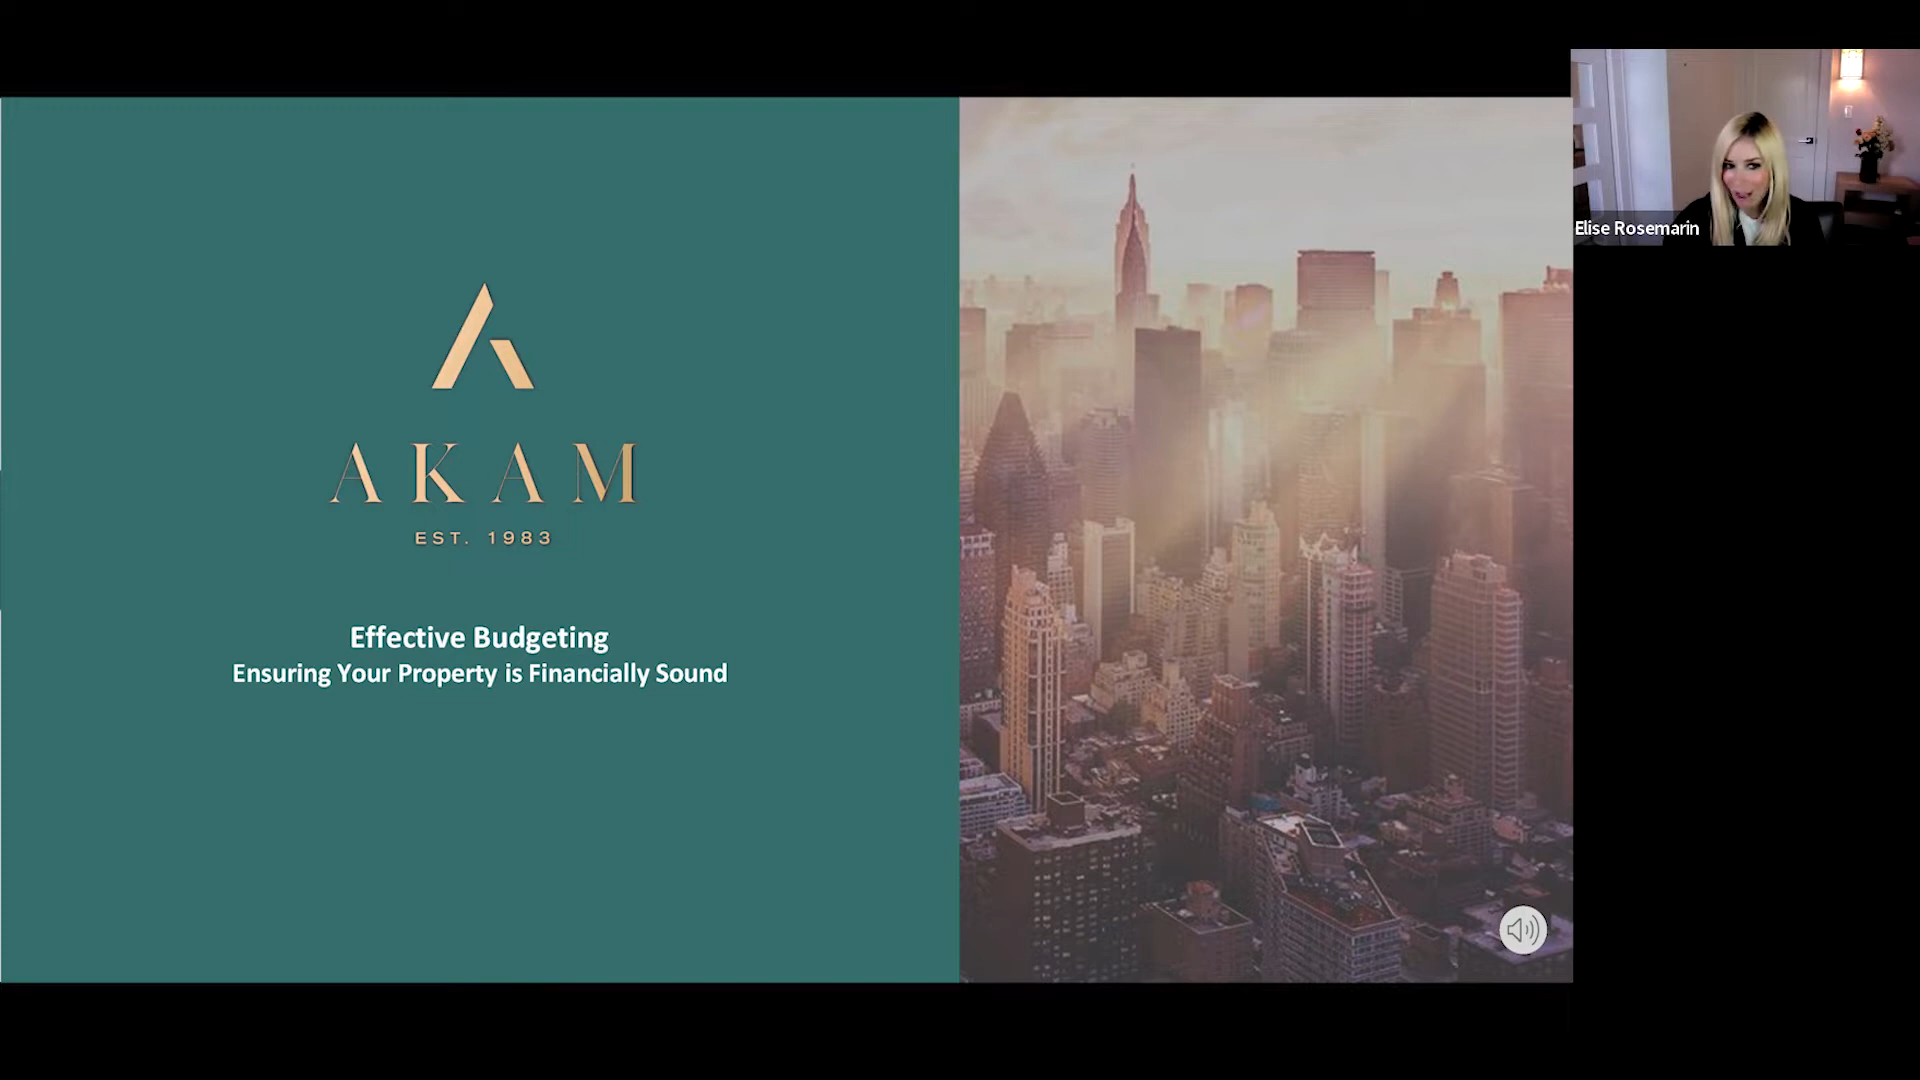 AKAM
EST. 1983
Effective Budgeting
Ensuring Your Property is Financially Sound
Elise Rosemarin